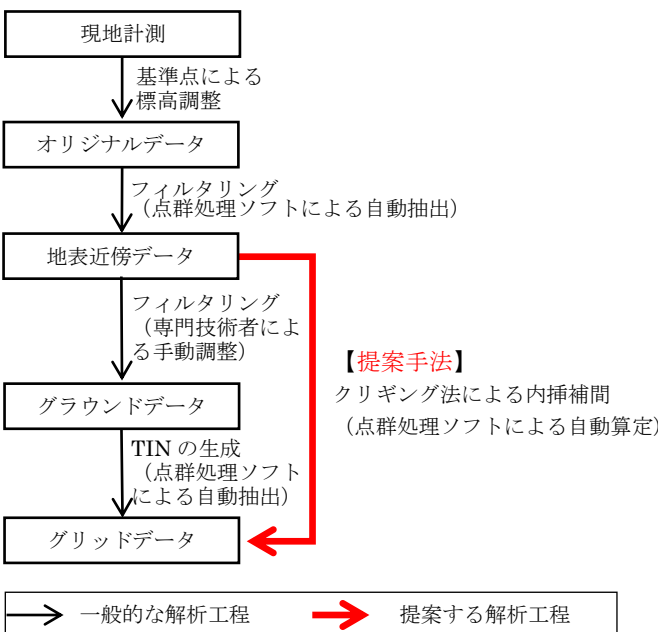 現地計測
基準点による
標高調整
オリジナルデータ
フィルタリング
（点群処理ソフトによる自動抽出）
地表近傍データ
フィルタリング
（専門技術者によ
る手動調整）
【提案手法】
クリギング法による内挿補間
（点群処理ソフトによる自動算定）
グラウンドデータ
TIN の生成
（点群処理ソフト
による自動抽出）
グリッドデータ
一般的な解析工程
提案する解析工程